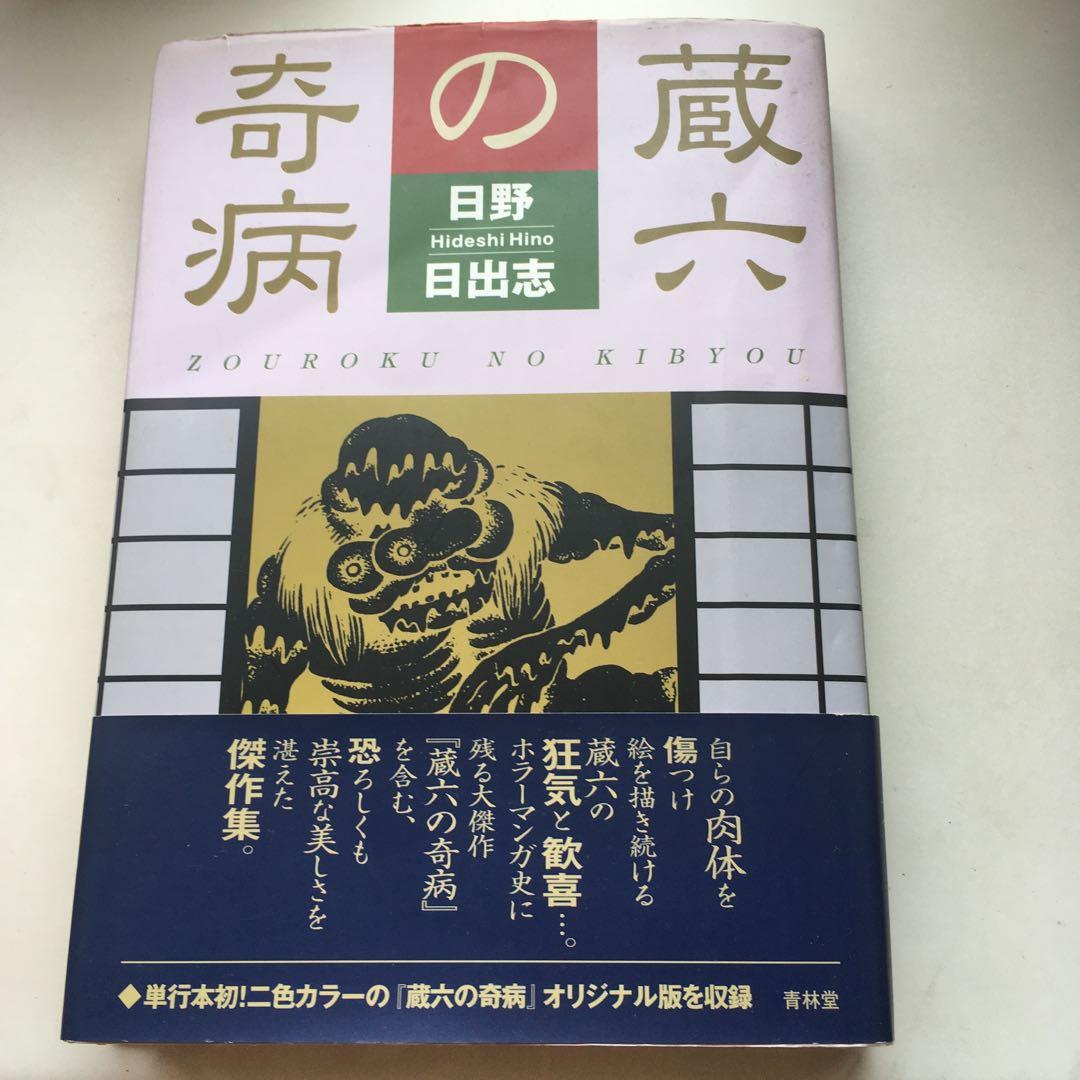 蔵六
の
奇病
日野
Hideshi Hino
日出志
ZOUROKU NO KIBYOU
自らの肉体を
傷つけ
絵を描き続ける
蔵六の
狂気と歓喜…。
ホラーマンガ史に
残る大傑作
『蔵六の奇病』
を含む、
恐ろしくも
崇高な美しさを
湛えた
傑作集。
◆単行本初!二色カラーの『蔵六の奇病』オリジナル版を収録
青林堂